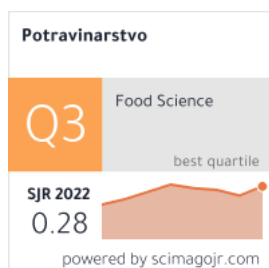 Potravinarstvo
Q3
Food Science
best quartile
SJR 2022
0.28
powered by scimagojr.com